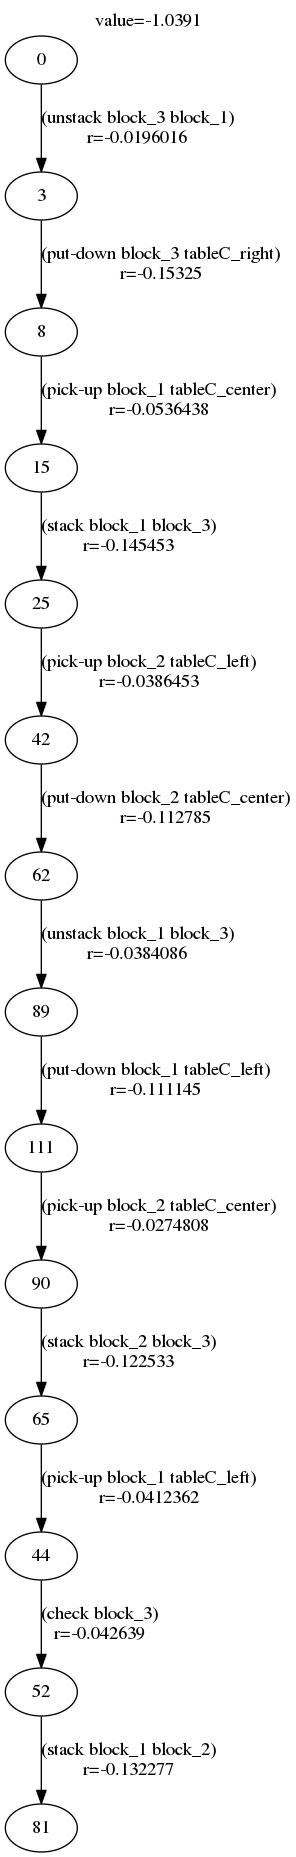 value=-1.0391
0
(unstack block_3 block_1)
r=-0.0196016
3
(put-down block_3 tableC_right)
r=-0.15325
8
(pick-up block_1 tableC_center)
r=-0.0536438
15
(stack block_1 block_3)
r=-0.145453
25
(pick-up block_2 tableC_left)
r=-0.0386453
42
(put-down block_2 tableC_center)
r=-0.112785
62
(unstack block_1 block_3)
r=-0.0384086
89
(put-down block_1 tableC_left)
r=-0.111145
111
(pick-up block_2 tableC_center)
r=-0.0274808
90
(stack block_2 block_3)
r=-0.122533
65
(pick-up block_1 tableC_left)
r=-0.0412362
44
(check block_3)
r=-0.042639
52
(stack block_1 block_2)
r=-0.132277
81